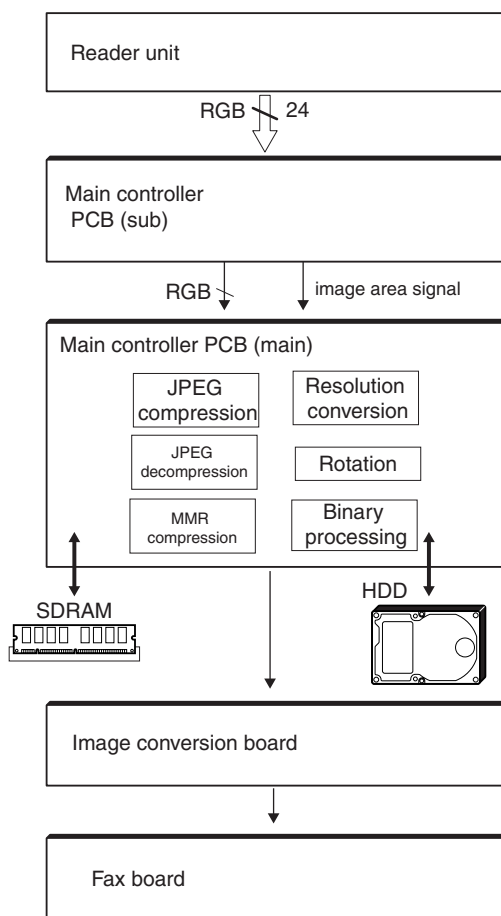 Reader unit
RGB 24
Main controller
PCB (sub)
RGB
image area signal
Main controller PCB (main)
JPEG
compression
Resolution
conversion
JPEG
decompression
Rotation
MMR
compression
Binary
processing
SDRAM
HDD
Image conversion board
Fax board